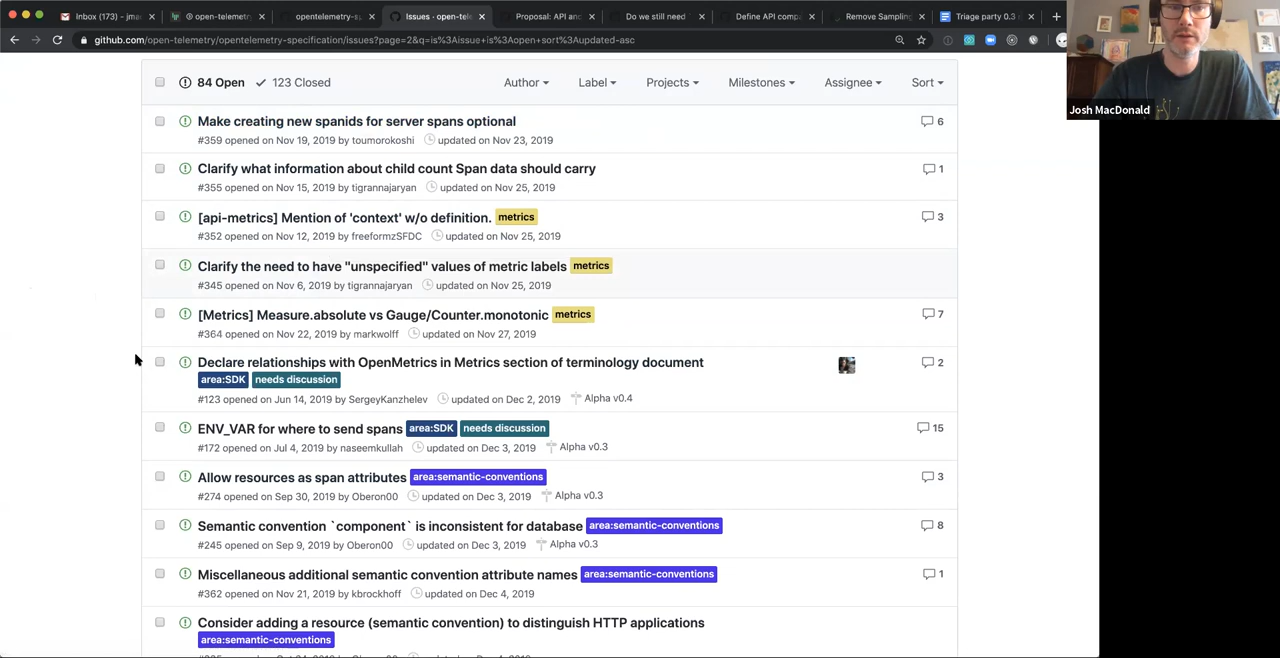 Inbox (173) – jmac
open-telemetry
opentelemetry-sp
Issues · open-tele
Proposal: API and
Do we still need
Define API compa
Remove Sampling
Triage party 0.3
github.com/open-telemetry/opentelemetry-specification/issues?page=2&q=is%3Aissue+is%3Aopen+sort%3Aupdated-asc
Josh MacDonald
84 Open 123 Closed Author Label Projects Milestones Assignee Sort
Make creating new spanids for server spans optional 6
#359 opened on Nov 19, 2019 by toumorokoshi updated on Nov 23, 2019
Clarify what information about child count Span data should carry 1
#355 opened on Nov 15, 2019 by tigrannajaryan updated on Nov 25, 2019
[api-metrics] Mention of 'context' w/o definition. metrics 3
#352 opened on Nov 12, 2019 by freeformzSFDC updated on Nov 25, 2019
Clarify the need to have "unspecified" values of metric labels metrics
#345 opened on Nov 6, 2019 by tigrannajaryan updated on Nov 25, 2019
[Metrics] Measure.absolute vs Gauge/Counter.monotonic metrics 7
#364 opened on Nov 22, 2019 by markwolff updated on Nov 27, 2019
Declare relationships with OpenMetrics in Metrics section of terminology document 2
area:SDK needs discussion
#123 opened on Jun 14, 2019 by SergeyKanzhelev updated on Dec 2, 2019 Alpha v0.4
ENV_VAR for where to send spans area:SDK needs discussion 15
#172 opened on Jul 4, 2019 by naseemkullah updated on Dec 3, 2019 Alpha v0.3
Allow resources as span attributes area:semantic-conventions 3
#274 opened on Sep 30, 2019 by Oberon00 updated on Dec 3, 2019 Alpha v0.3
Semantic convention `component` is inconsistent for database area:semantic-conventions 8
#245 opened on Sep 9, 2019 by Oberon00 updated on Dec 3, 2019 Alpha v0.3
Miscellaneous additional semantic convention attribute names area:semantic-conventions 1
#362 opened on Nov 21, 2019 by kbrockhoff updated on Dec 4, 2019
Consider adding a resource (semantic convention) to distinguish HTTP applications
area:semantic-conventions